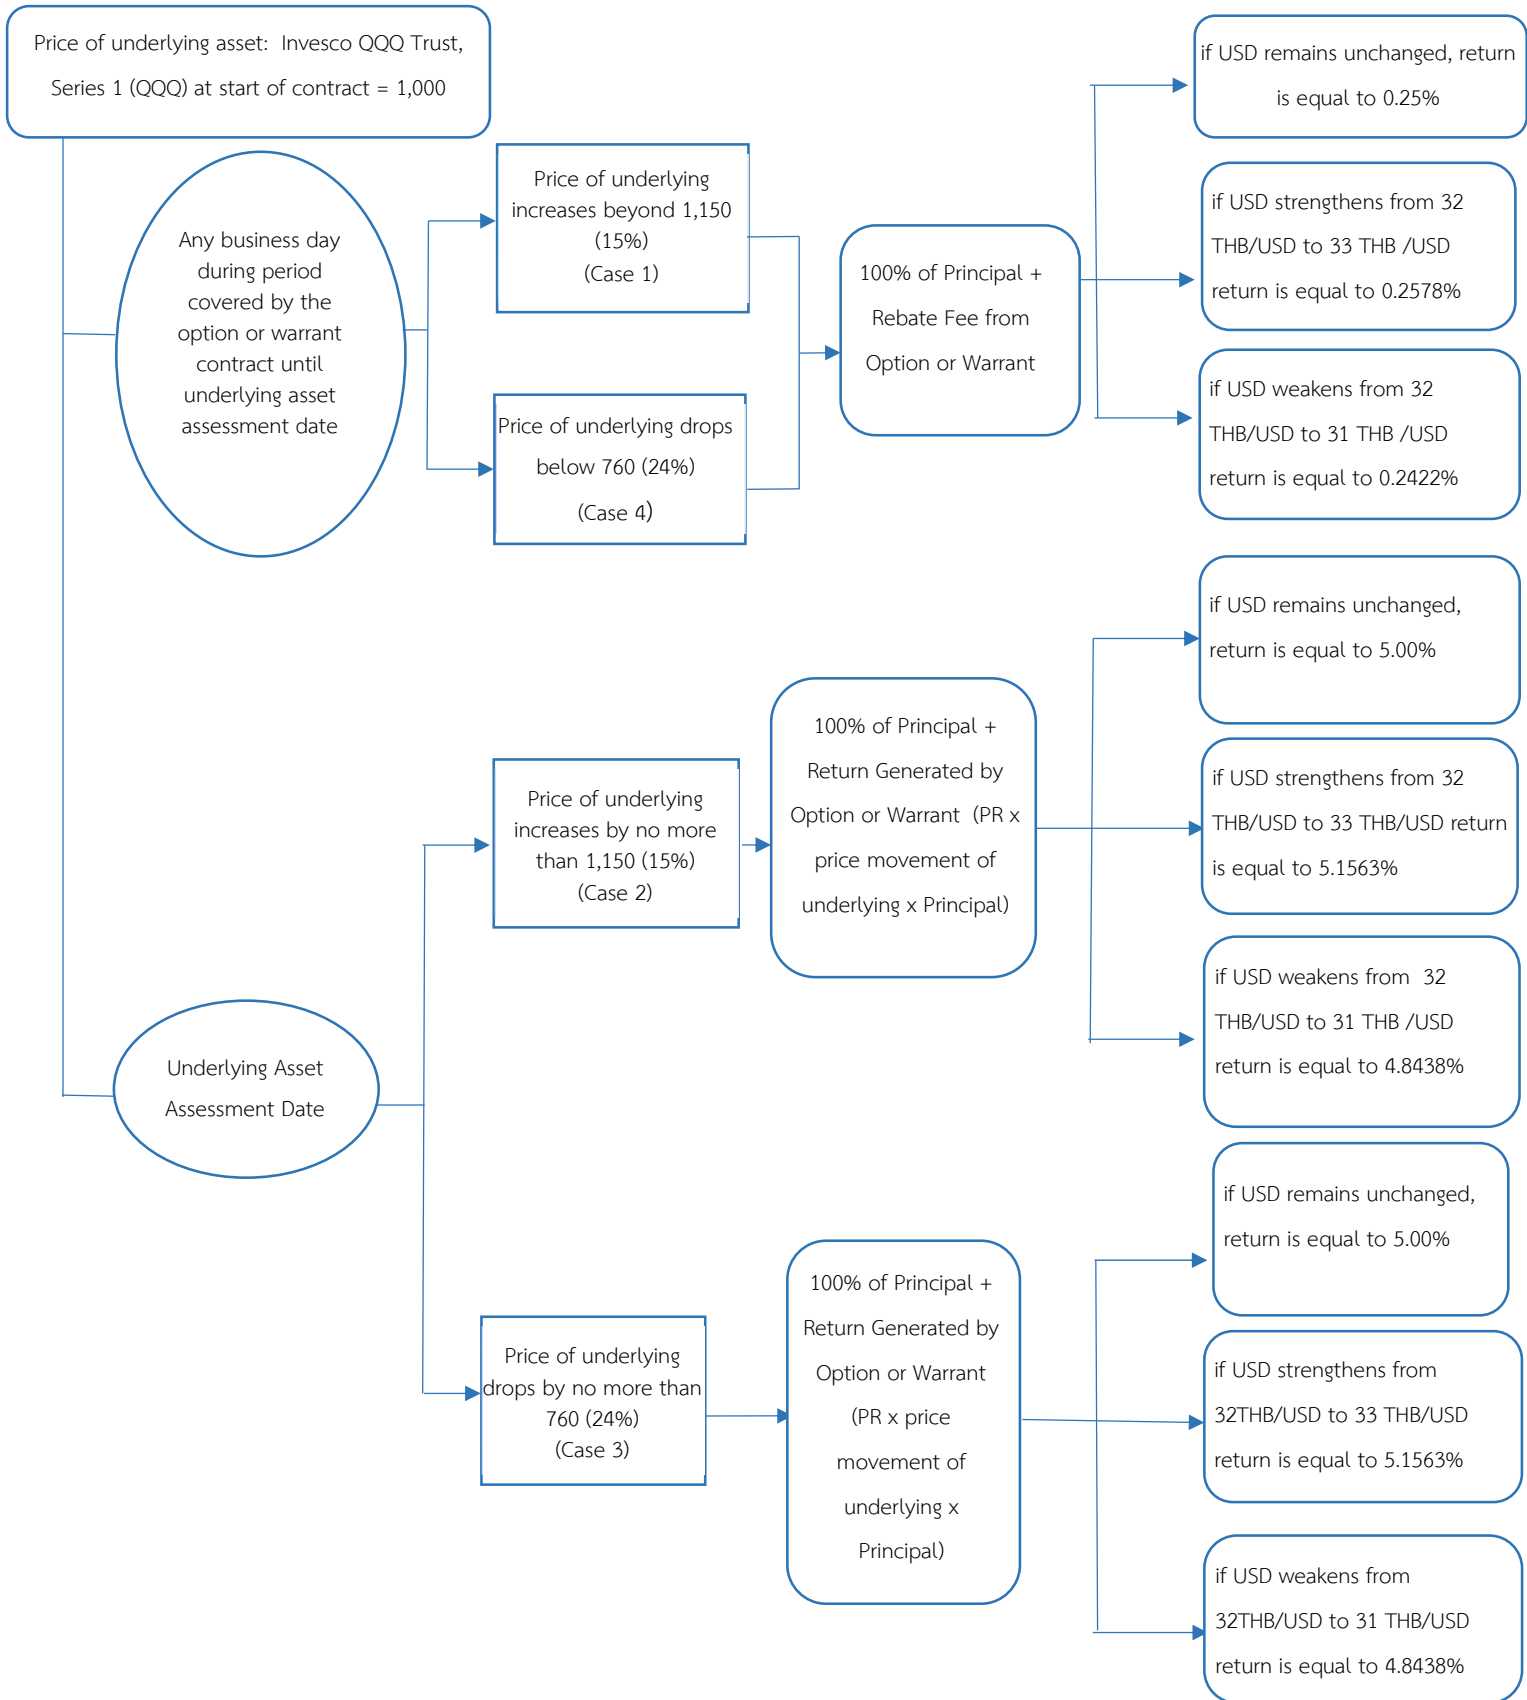 Price of underlying asset: Invesco QQQ Trust,
Series 1 (QQQ) at start of contract = 1,000
Any business day
during period
covered by the
option or warrant
contract until
underlying asset
assessment date
Price of underlying
increases beyond 1,150
(15%)
(Case 1)
Price of underlying drops
below 760 (24%)
(Case 4)
100% of Principal +
Rebate Fee from
Option or Warrant
if USD remains unchanged, return
is equal to 0.25%
if USD strengthens from 32
THB/USD to 33 THB /USD
return is equal to 0.2578%
if USD weakens from 32
THB/USD to 31 THB /USD
return is equal to 0.2422%
Underlying Asset
Assessment Date
Price of underlying
increases by no more
than 1,150 (15%)
(Case 2)
100% of Principal +
Return Generated by
Option or Warrant (PR x
price movement of
underlying x Principal)
if USD remains unchanged,
return is equal to 5.00%
if USD strengthens from 32
THB/USD to 33 THB/USD return
is equal to 5.1563%
if USD weakens from 32
THB/USD to 31 THB /USD
return is equal to 4.8438%
Price of underlying
drops by no more than
760 (24%)
(Case 3)
100% of Principal +
Return Generated by
Option or Warrant
(PR x price
movement of
underlying x
Principal)
if USD remains unchanged,
return is equal to 5.00%
if USD strengthens from
32THB/USD to 33 THB/USD
return is equal to 5.1563%
if USD weakens from
32THB/USD to 31 THB/USD
return is equal to 4.8438%